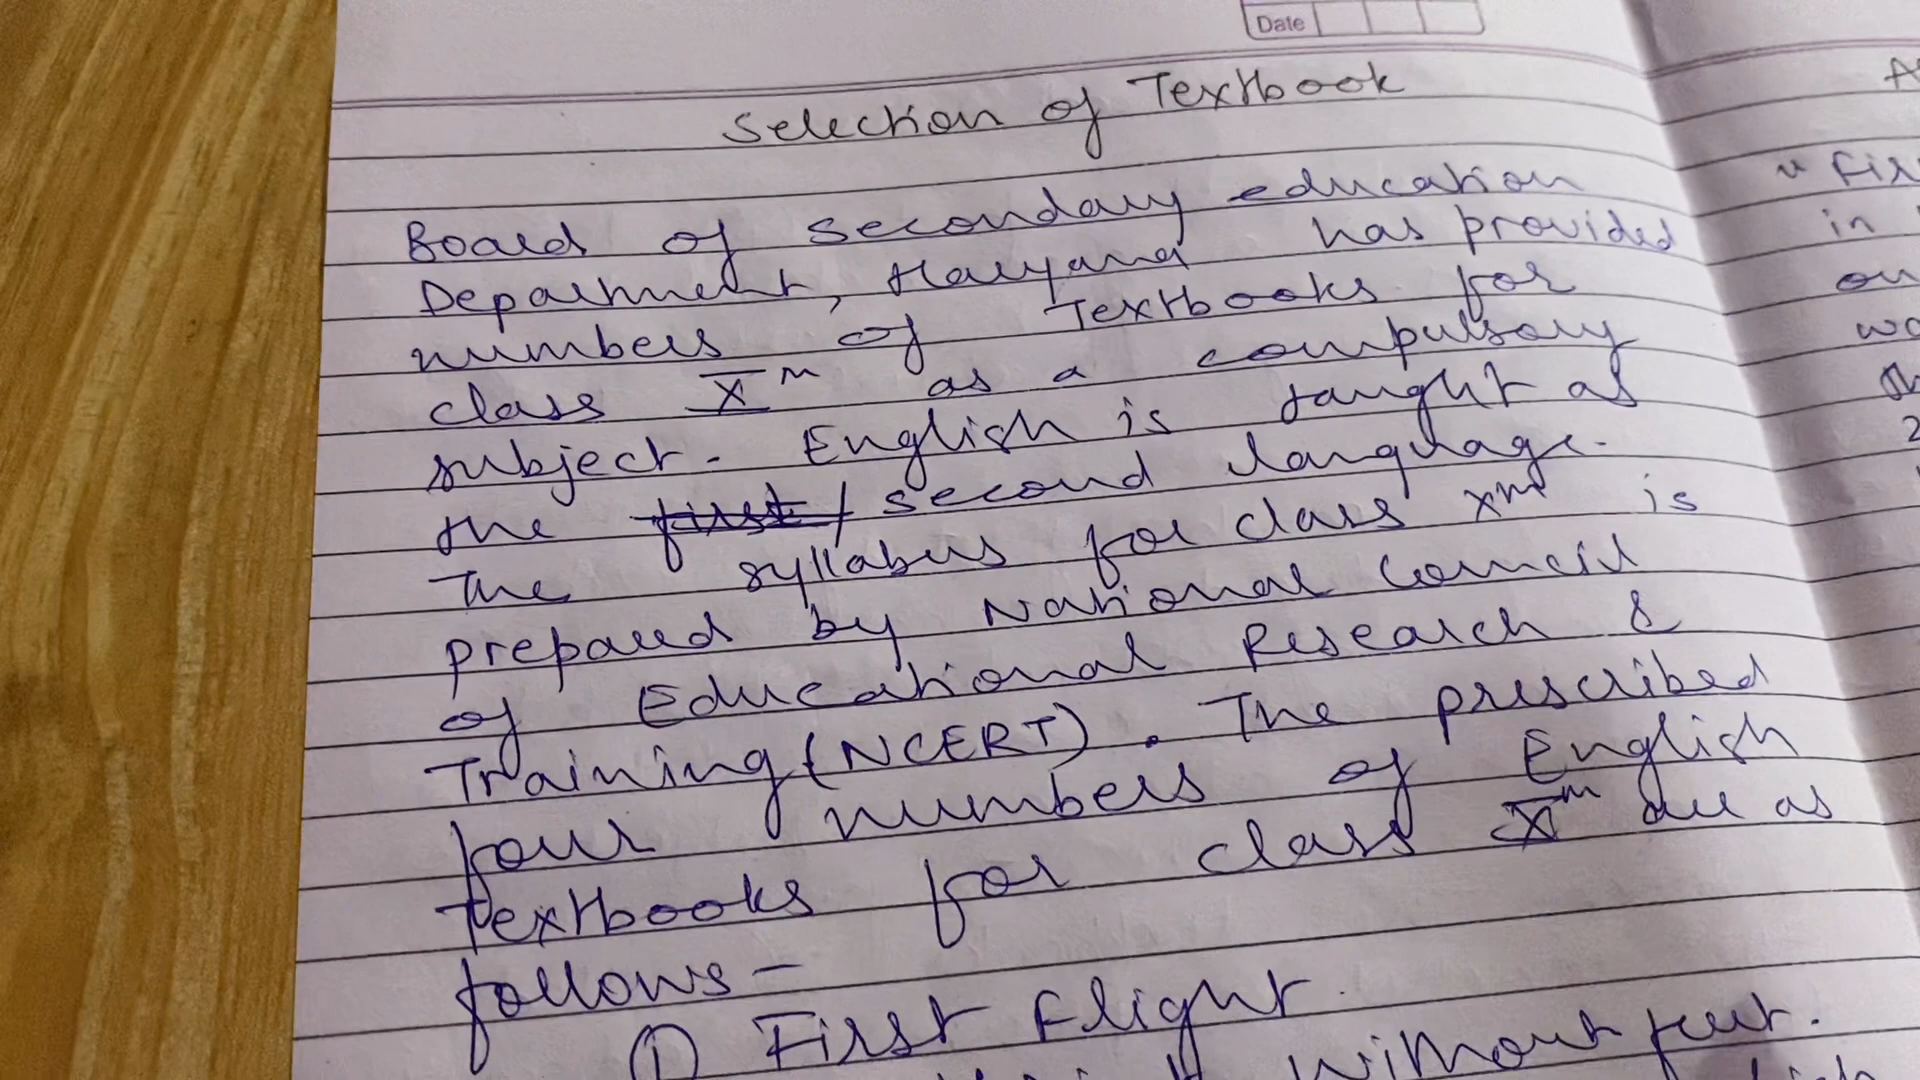 Date
Selection of Textbook
Board of secondary education
Department, Haryana has provided
numbers of Textbooks for
class Xth as a compulsory
subject. English is taught as
the first/ second language.
The syllabus for class Xth is
prepared by National Council
of Educational Research &
Training (NCERT). The prescribed
four numbers of English
Textbooks for class Xth are as
follows -
① First Flight.
without feet.
in